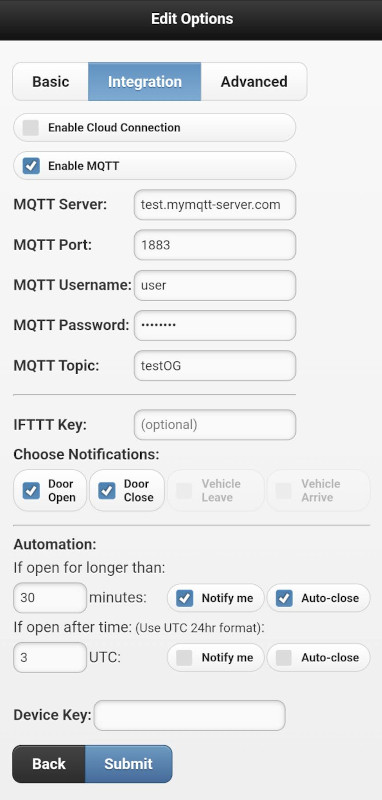 Edit Options
Basic Integration Advanced
Enable Cloud Connection
Enable MQTT
MQTT Server: test.mymqtt-server.com
MQTT Port: 1883
MQTT Username: user
MQTT Password: ••••••••
MQTT Topic: testOG
IFTTT Key: (optional)
Choose Notifications:
Door Open
Door Close
Vehicle Leave
Vehicle Arrive
Automation:
If open for longer than:
30 minutes: Notify me Auto-close
If open after time: (Use UTC 24hr format):
3 UTC: Notify me Auto-close
Device Key:
Back Submit